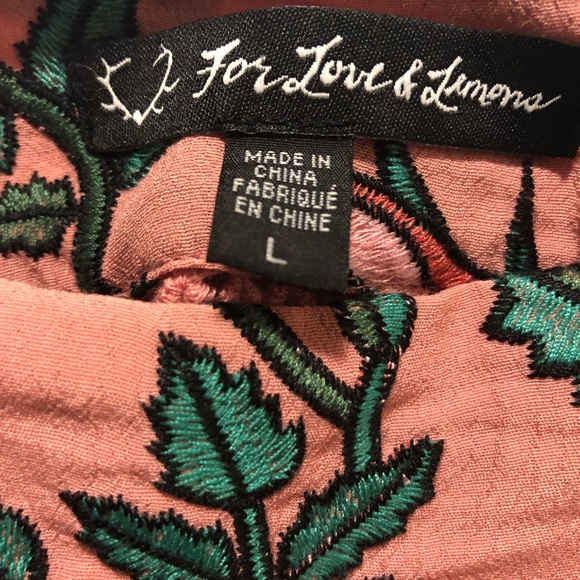 For Love & Lemons
MADE IN
CHINA
FABRIQUÉ
EN CHINE
L